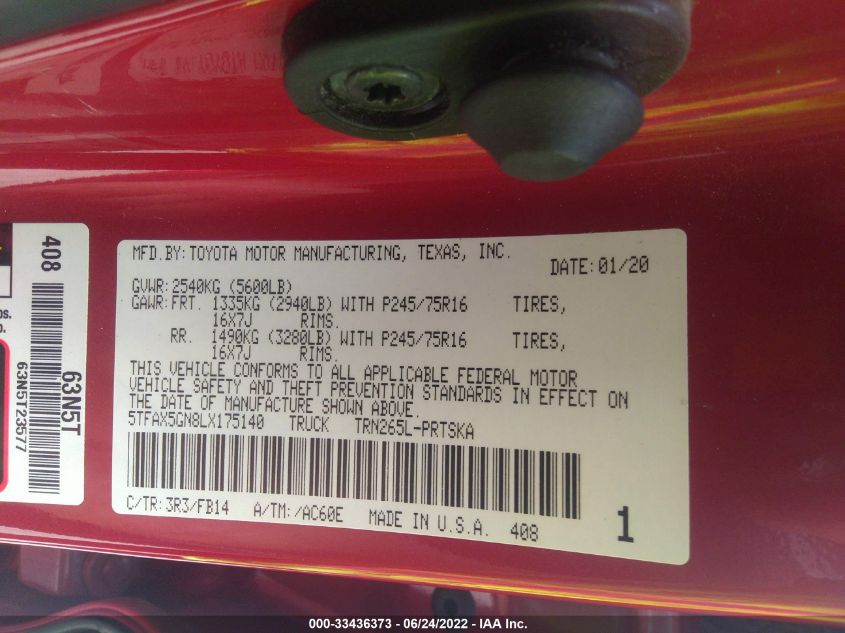 MFD. BY: TOYOTA MOTOR MANUFACTURING, TEXAS, INC.
DATE: 01/20
GVWR: 2540KG (5600LB)
GAWR: FRT. 1335KG (2940LB) WITH P245/75R16 TIRES,
16X7J RIMS.
RR. 1490KG (3280LB) WITH P245/75R16 TIRES,
16X7J RIMS.
THIS VEHICLE CONFORMS TO ALL APPLICABLE FEDERAL MOTOR
VEHICLE SAFETY AND THEFT PREVENTION STANDARDS IN EFFECT ON
THE DATE OF MANUFACTURE SHOWN ABOVE.
5TFAX5GN8LX175140 TRUCK TRN265L-PRTSKA
C/TR: 3R3/FB14 A/TM: /AC60E MADE IN U.S.A. 408
1
408
63N5T
63N5T23577
000-33436373 - 06/24/2022 - IAA Inc.